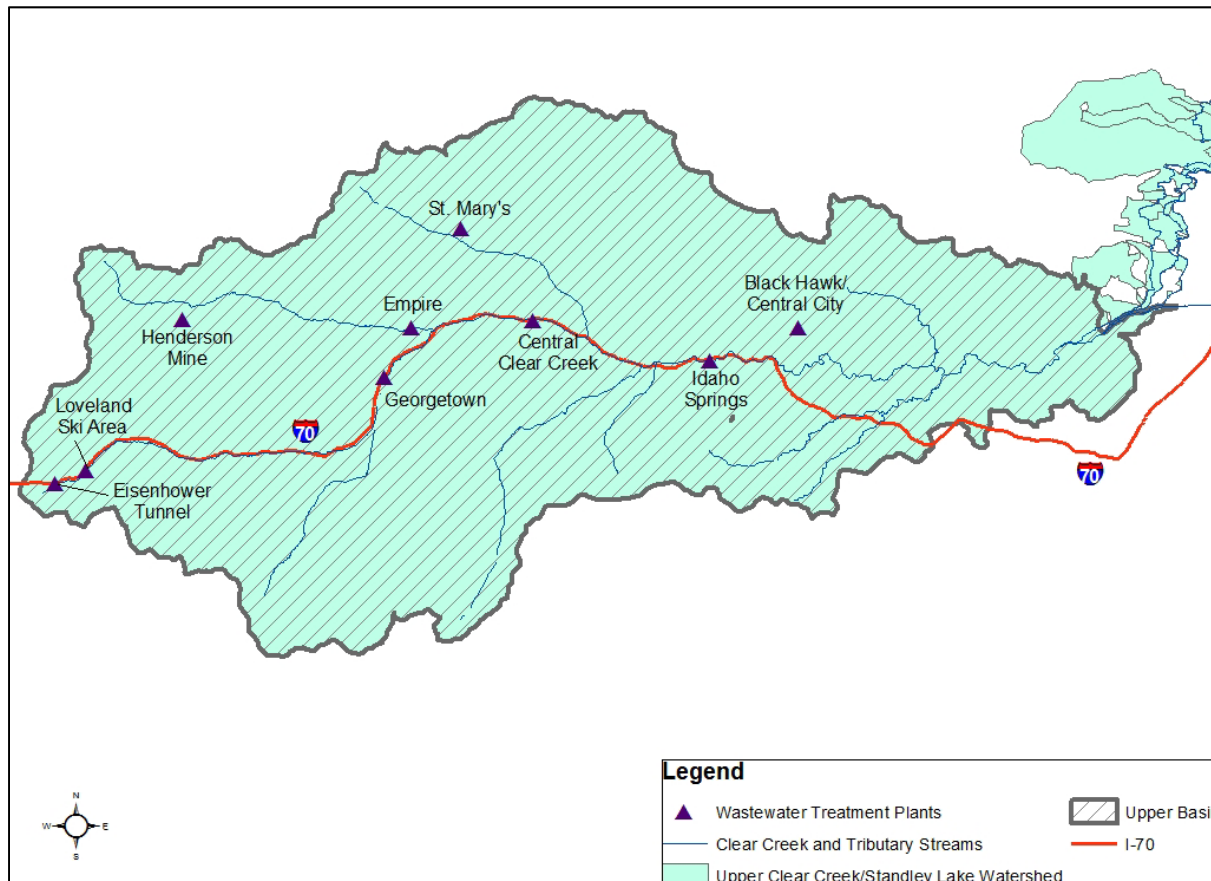 St. Mary's
Black Hawk/
Central City
Empire
Henderson
Mine
Central
Clear Creek
Idaho
Springs
Georgetown
Loveland
Ski Area
70
Eisenhower
Tunnel
70
N
W
E
S
Legend
Wastewater Treatment Plants
Upper Basi
Clear Creek and Tributary Streams
I-70
Upper Clear Creek/Standley Lake Watershed